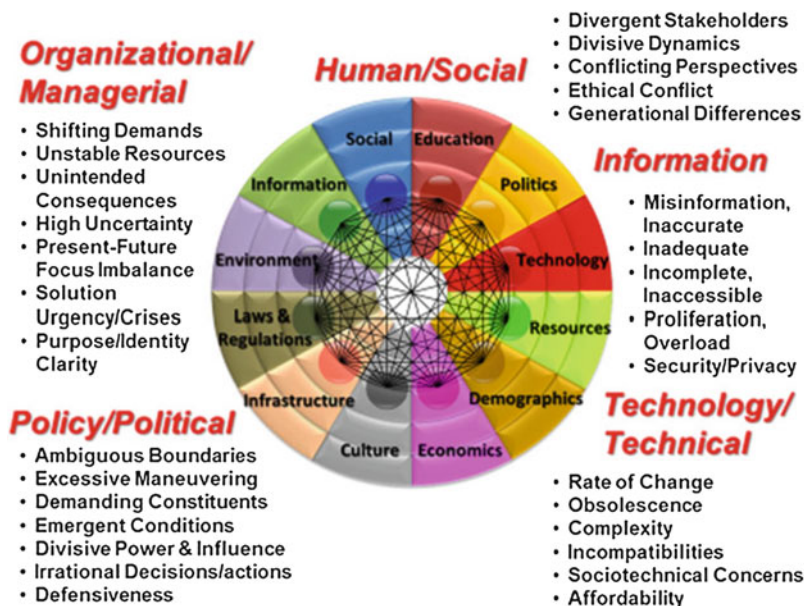 Organizational/
Managerial
• Shifting Demands
• Unstable Resources
• Unintended
Consequences
• High Uncertainty
• Present-Future
Focus Imbalance
• Solution
Urgency/Crises
• Purpose/Identity
Clarity
Human/Social
• Divergent Stakeholders
• Divisive Dynamics
• Conflicting Perspectives
• Ethical Conflict
• Generational Differences
Information
• Misinformation,
Inaccurate
• Inadequate
• Incomplete,
Inaccessible
• Proliferation,
Overload
• Security/Privacy
Social
Education
Politics
Technology
Resources
Demographics
Economics
Culture
Infrastructure
Laws &
Regulations
Environment
Information
Policy/Political
• Ambiguous Boundaries
• Excessive Maneuvering
• Demanding Constituents
• Emergent Conditions
• Divisive Power & Influence
• Irrational Decisions/actions
• Defensiveness
Technology/
Technical
• Rate of Change
• Obsolescence
• Complexity
• Incompatibilities
• Sociotechnical Concerns
• Affordability